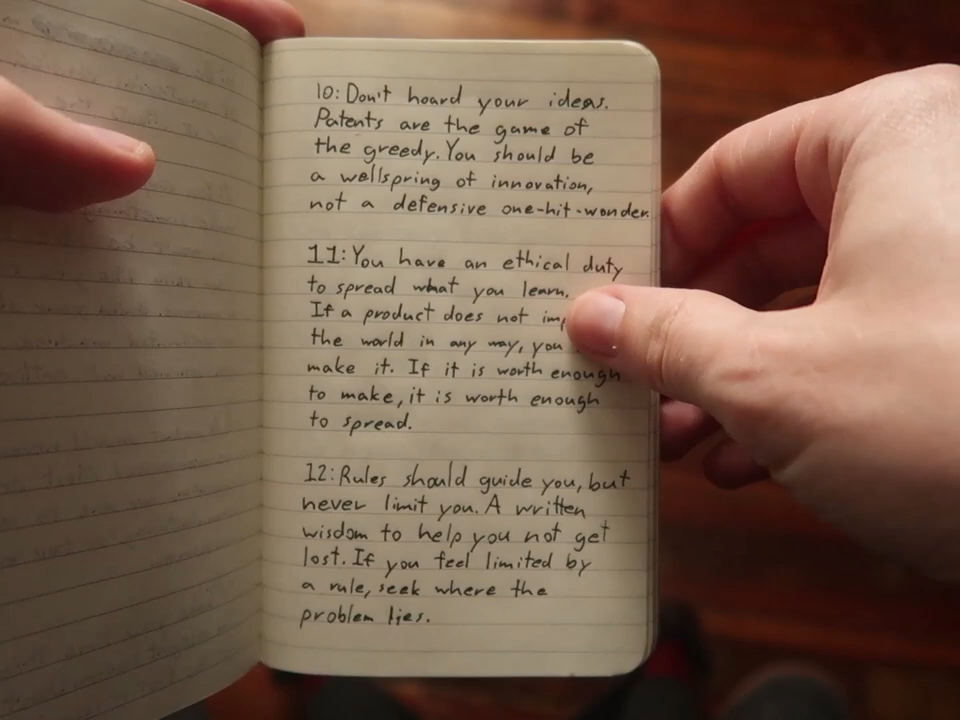 10: Don't hoard your ideas.
Patents are the game of
the greedy. You should be
a wellspring of innovation,
not a defensive one-hit-wonder.
11: You have an ethical duty
to spread what you learn.
If a product does not
the world in any way, you
make it. If it is worth enough
to make, it is worth enough
to spread.
12: Rules should guide you, but
never limit you. A written
wisdom to help you not get
lost. If you feel limited by
a rule, seek where the
problem lies.